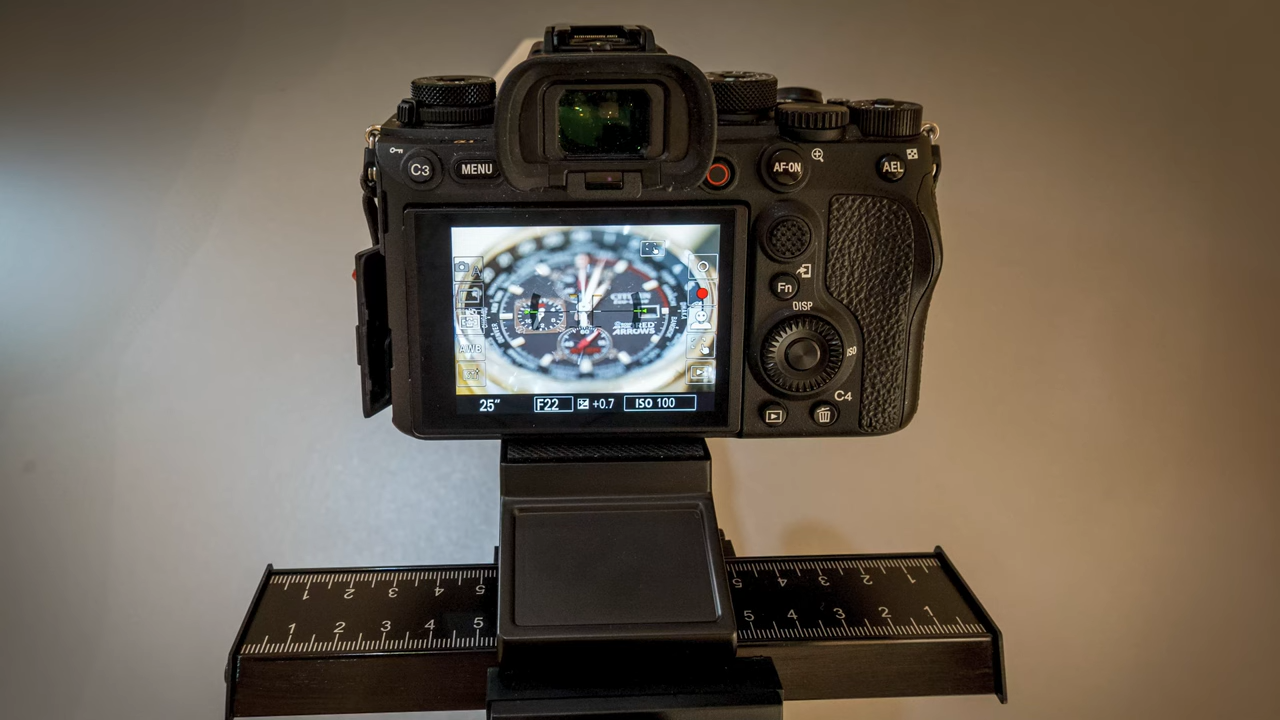 C3
MENU
AF-ON
AEL
Fn
DISP
ISO
C4
CITIZEN
RED
ARROWS
A
AWB
25"
F22
+0.7
ISO 100
1 2 3 4 5
5 4 3 2 1
1 2 3 4 5
5 4 3 2 1